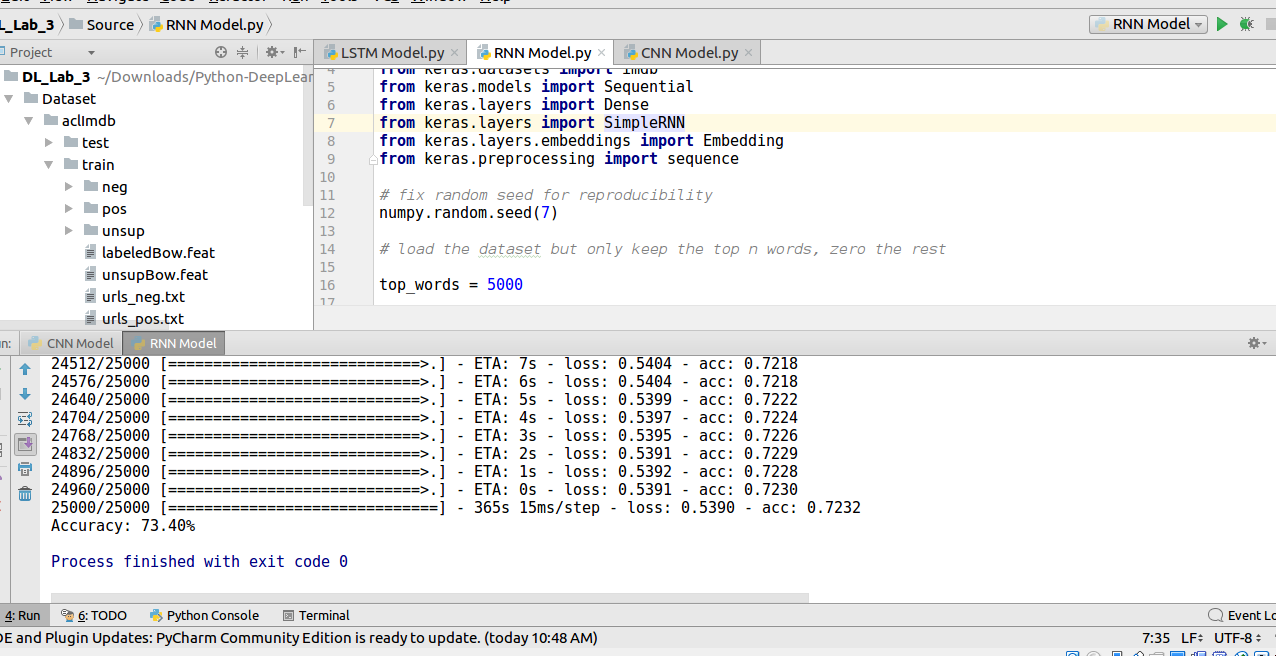 L_Lab_3 Source RNN Model.py RNN Model
Project LSTM Model.py RNN Model.py CNN Model.py
DL_Lab_3 ~/Downloads/Python-DeepLear
Dataset
aclImdb
test
train
neg
pos
unsup
labeledBow.feat
unsupBow.feat
urls_neg.txt
urls_pos.txt
4 from keras.datasets import imdb
5 from keras.models import Sequential
6 from keras.layers import Dense
7 from keras.layers import SimpleRNN
8 from keras.layers.embeddings import Embedding
9 from keras.preprocessing import sequence
10
11 # fix random seed for reproducibility
12 numpy.random.seed(7)
13
14 # load the dataset but only keep the top n words, zero the rest
15
16 top_words = 5000
17
CNN Model RNN Model
24512/25000 [============================>.] - ETA: 7s - loss: 0.5404 - acc: 0.7218
24576/25000 [============================>.] - ETA: 6s - loss: 0.5404 - acc: 0.7218
24640/25000 [============================>.] - ETA: 5s - loss: 0.5399 - acc: 0.7222
24704/25000 [============================>.] - ETA: 4s - loss: 0.5397 - acc: 0.7224
24768/25000 [============================>.] - ETA: 3s - loss: 0.5395 - acc: 0.7226
24832/25000 [============================>.] - ETA: 2s - loss: 0.5391 - acc: 0.7229
24896/25000 [============================>.] - ETA: 1s - loss: 0.5392 - acc: 0.7228
24960/25000 [============================>.] - ETA: 0s - loss: 0.5391 - acc: 0.7230
25000/25000 [==============================] - 365s 15ms/step - loss: 0.5390 - acc: 0.7232
Accuracy: 73.40%
Process finished with exit code 0
4: Run 6: TODO Python Console Terminal Event Lo
DE and Plugin Updates: PyCharm Community Edition is ready to update. (today 10:48 AM) 7:35 LF UTF-8